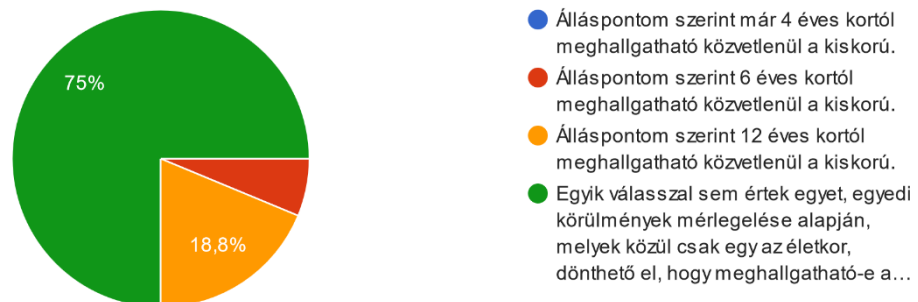 75%
18,8%
Álláspontom szerint már 4 éves kortól
meghallgatható közvetlenül a kiskorú.
Álláspontom szerint 6 éves kortól
meghallgatható közvetlenül a kiskorú.
Álláspontom szerint 12 éves kortól
meghallgatható közvetlenül a kiskorú.
Egyik válasszal sem értek egyet, egyedi
körülmények mérlegelése alapján,
melyek közül csak egy az életkor,
dönthető el, hogy meghallgatható-e a…